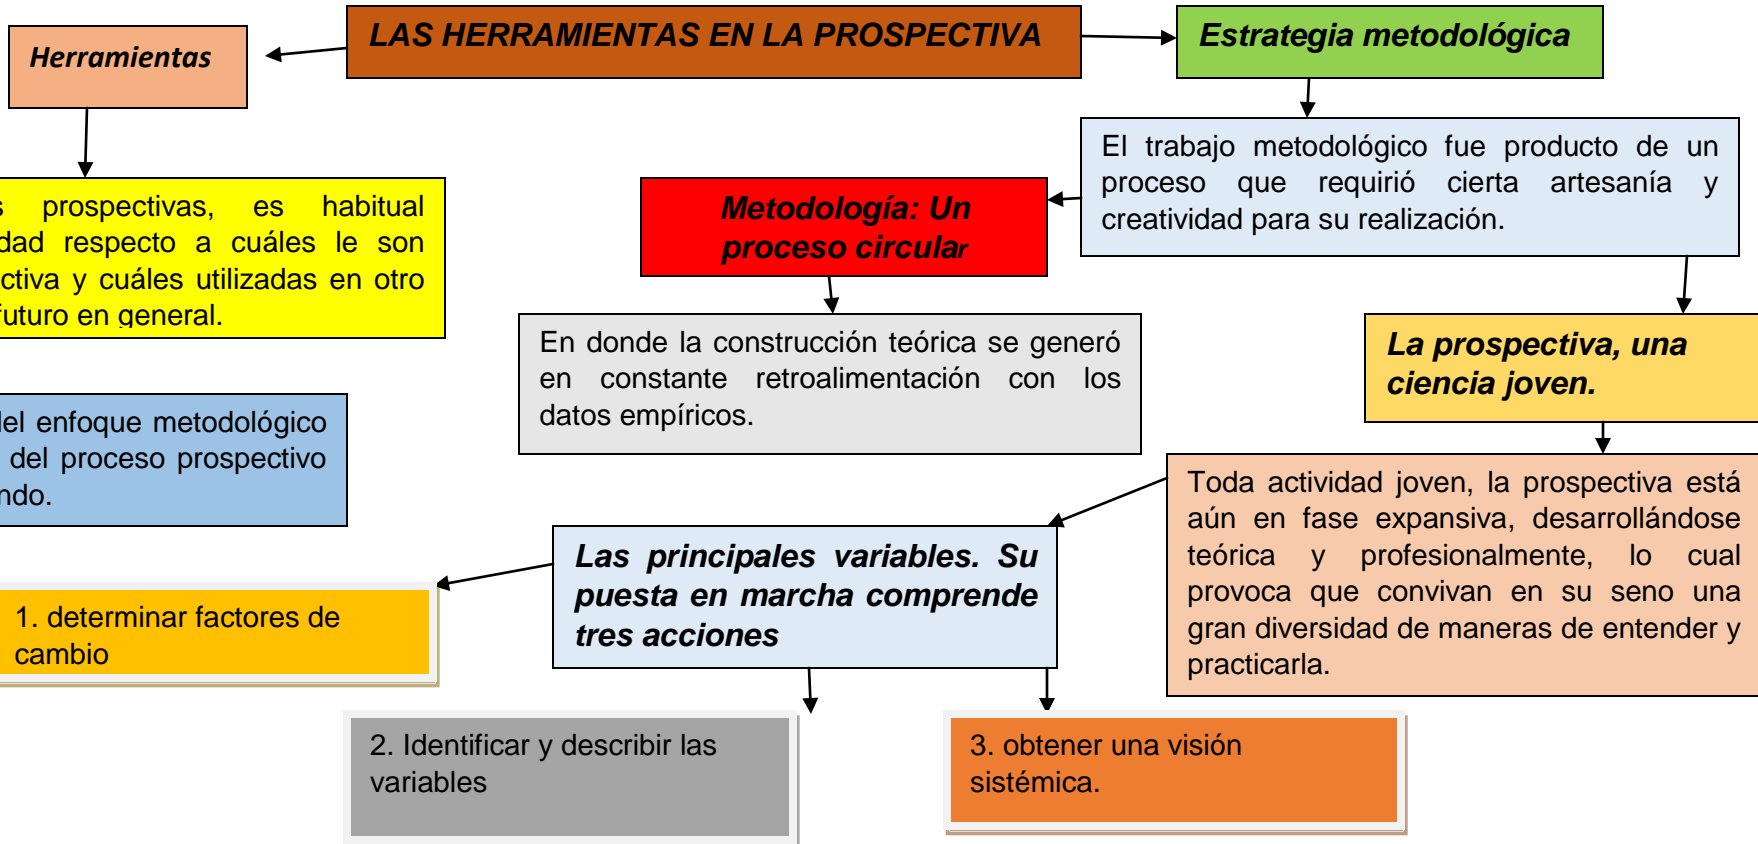 LAS HERRAMIENTAS EN LA PROSPECTIVA
Herramientas
Estrategia metodológica
El trabajo metodológico fue producto de un
proceso que requirió cierta artesanía y
creatividad para su realización.
prospectivas, es habitual
respecto a cuáles le son
y cuáles utilizadas en otro
futuro en general.
Metodología: Un
proceso circular
En donde la construcción teórica se generó
en constante retroalimentación con los
datos empíricos.
La prospectiva, una
ciencia joven.
enfoque metodológico
del proceso prospectivo
Toda actividad joven, la prospectiva está
aún en fase expansiva, desarrollándose
teórica y profesionalmente, lo cual
provoca que convivan en su seno una
gran diversidad de maneras de entender y
practicarla.
Las principales variables. Su
puesta en marcha comprende
tres acciones
1. determinar factores de
cambio
2. Identificar y describir las
variables
3. obtener una visión
sistémica.